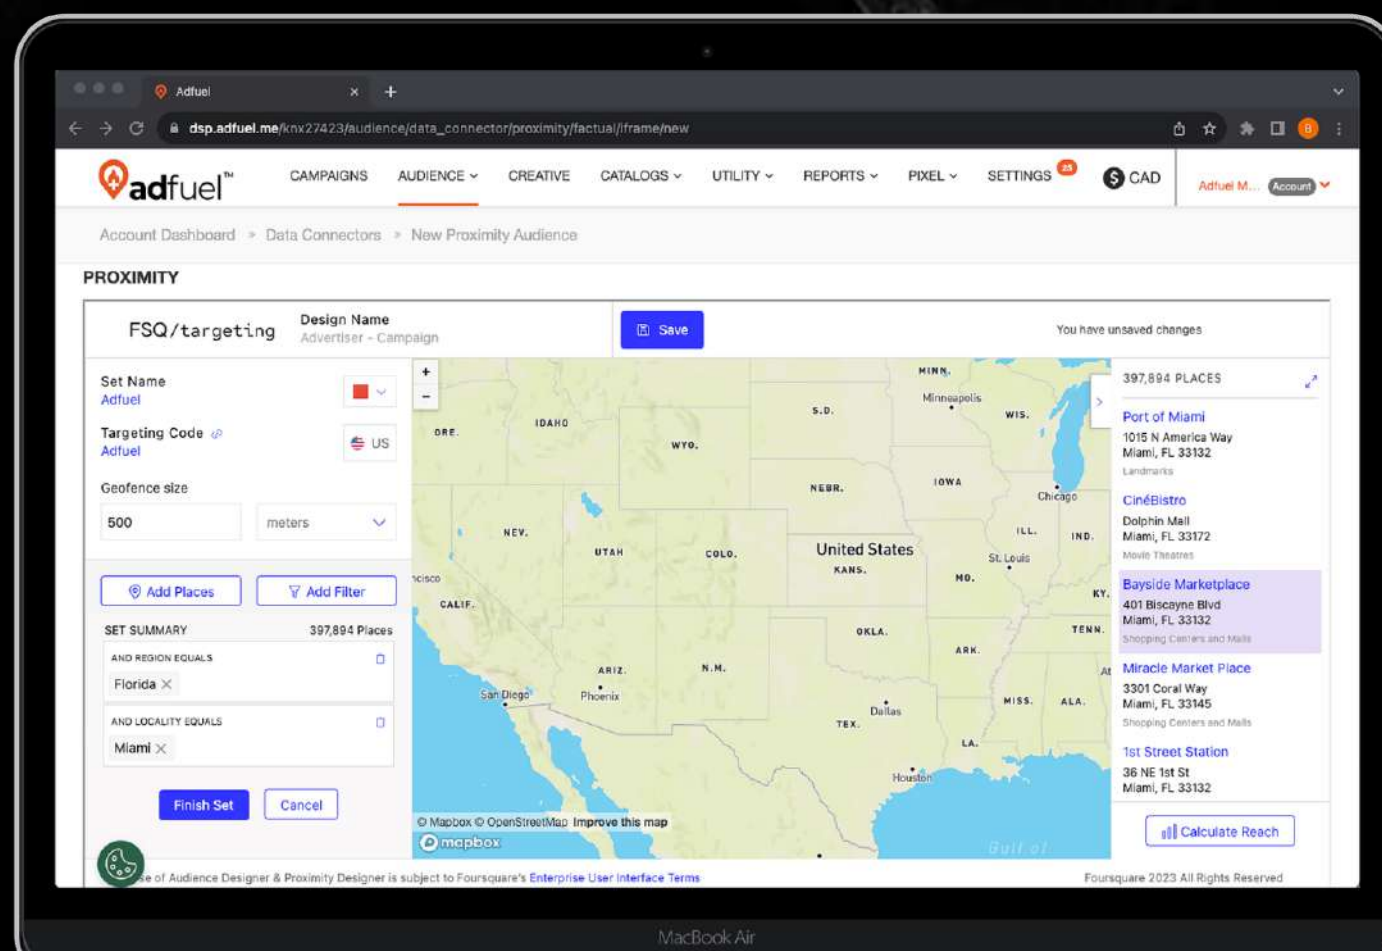 Adfuel
dsp.adfuel.me/knx27423/audience/data_connector/proximity/factual/iframe/new
B
adfuel™
CAMPAIGNS
AUDIENCE
CREATIVE
CATALOGS
UTILITY
REPORTS
PIXEL
SETTINGS
25
$ CAD
Adfuel M...
Account
Account Dashboard » Data Connectors » New Proximity Audience
PROXIMITY
FSQ/targeting
Design Name
Advertiser - Campaign
Save
You have unsaved changes
Set Name
Adfuel
Targeting Code
Adfuel
US
Geofence size
500
meters
Add Places
Add Filter
SET SUMMARY
397,894 Places
AND REGION EQUALS
Florida ×
AND LOCALITY EQUALS
Miami ×
Finish Set
Cancel
+
−
MINN.
Minneapolis
S.D.
WIS.
ORE.
IDAHO
WYO.
NEBR.
IOWA
Chicago
NEV.
UTAH
COLO.
United States
KANS.
ILL.
IND.
St. Louis
MO.
ncisco
CALIF.
KY.
OKLA.
TENN.
ARK.
ARIZ.
N.M.
At
San Diego
Phoenix
Dallas
MISS.
ALA.
TEX.
LA.
Houston
Gulf of
© Mapbox © OpenStreetMap Improve this map
mapbox
397,894 PLACES
Port of Miami
1015 N America Way
Miami, FL 33132
Landmarks
CinéBistro
Dolphin Mall
Miami, FL 33172
Movie Theatres
Bayside Marketplace
401 Biscayne Blvd
Miami, FL 33132
Shopping Centers and Malls
Miracle Market Place
3301 Coral Way
Miami, FL 33145
Shopping Centers and Malls
1st Street Station
36 NE 1st St
Miami, FL 33132
Calculate Reach
se of Audience Designer & Proximity Designer is subject to Foursquare's Enterprise User Interface Terms
Foursquare 2023 All Rights Reserved
MacBook Air